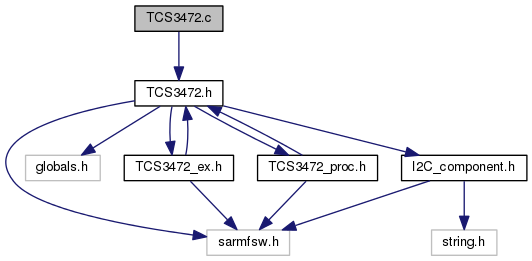 TCS3472.c
TCS3472.h
globals.h
TCS3472_ex.h
TCS3472_proc.h
I2C_component.h
sarmfsw.h
string.h